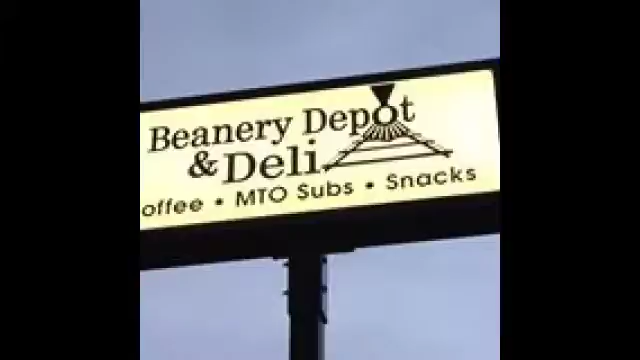 Beanery Depot
& Deli
offee • MTO Subs • Snacks